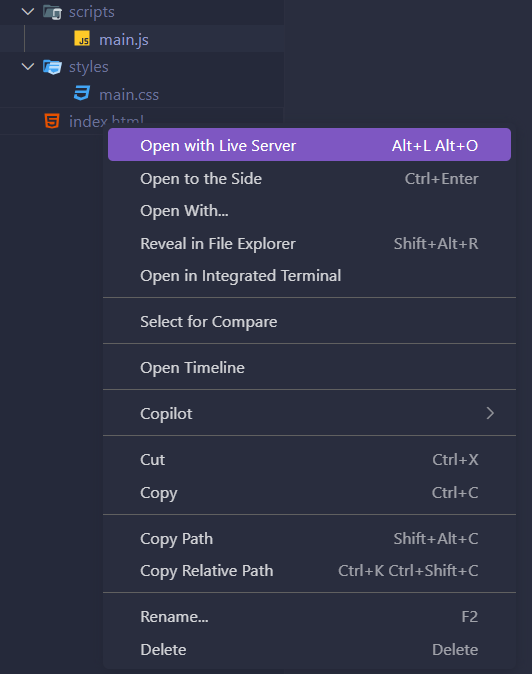 scripts
JS main.js
styles
main.css
index.html
Open with Live Server Alt+L Alt+O
Open to the Side Ctrl+Enter
Open With...
Reveal in File Explorer Shift+Alt+R
Open in Integrated Terminal
Select for Compare
Open Timeline
Copilot
Cut Ctrl+X
Copy Ctrl+C
Copy Path Shift+Alt+C
Copy Relative Path Ctrl+K Ctrl+Shift+C
Rename... F2
Delete Delete